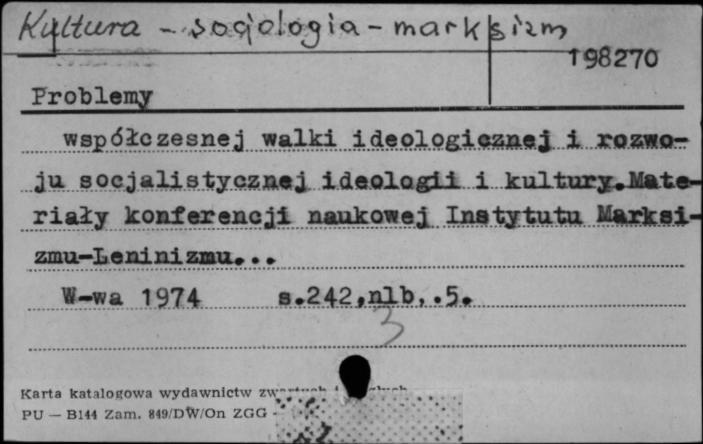 Kultura - socjologia - marksizm
198270
Problemy
współczesnej walki ideologicznej i rozwo-
ju socjalistycznej ideologii i kultury.Mate-
riały konferencji naukowej Instytutu Marksi-
zmu-Leninizmu...
W-wa 1974 s.242,nlb,.5.
3
Karta katalogowa wydawnictw
PU — B144 Zam. 849/DW/On ZGG -